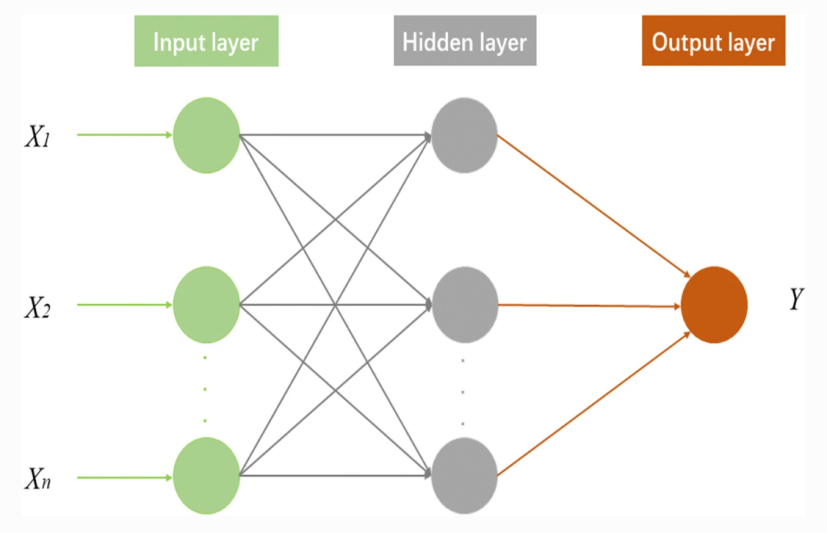 Input layer
Hidden layer
Output layer
X1
X2
Xn
Y